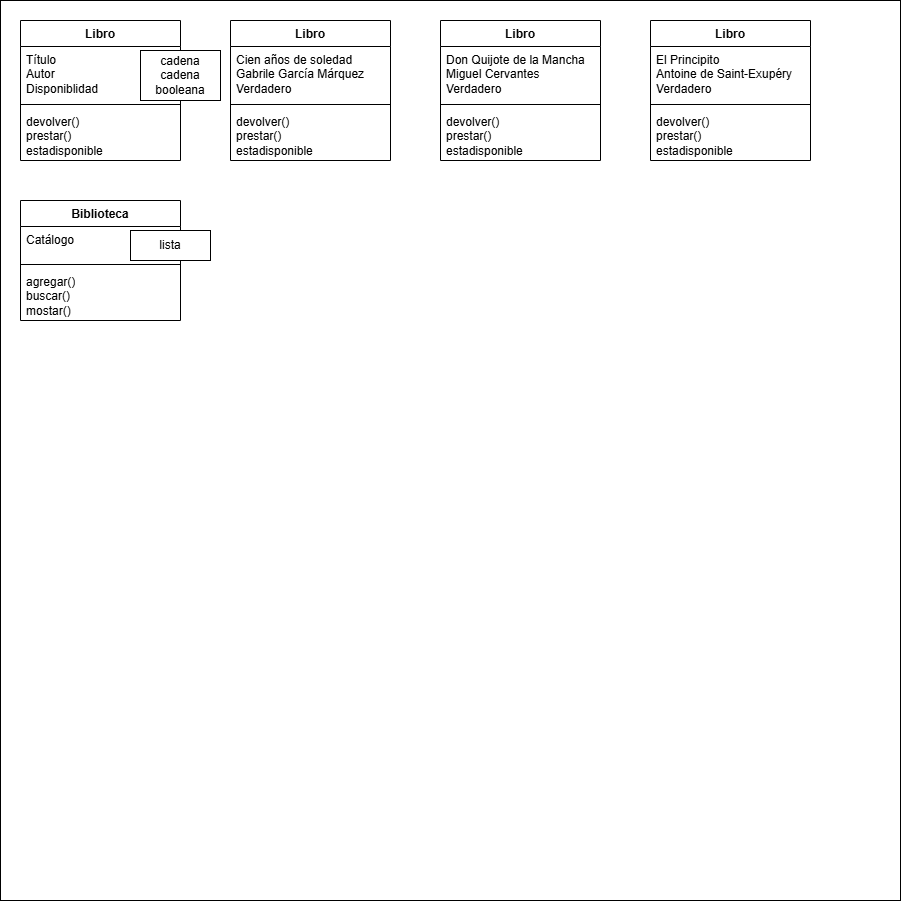 Libro
Título
Autor
Disponiblidad
cadena
cadena
booleana
devolver()
prestar()
estadisponible
Libro
Cien años de soledad
Gabrile García Márquez
Verdadero
devolver()
prestar()
estadisponible
Libro
Don Quijote de la Mancha
Miguel Cervantes
Verdadero
devolver()
prestar()
estadisponible
Libro
El Principito
Antoine de Saint-Exupéry
Verdadero
devolver()
prestar()
estadisponible
Biblioteca
Catálogo
lista
agregar()
buscar()
mostar()